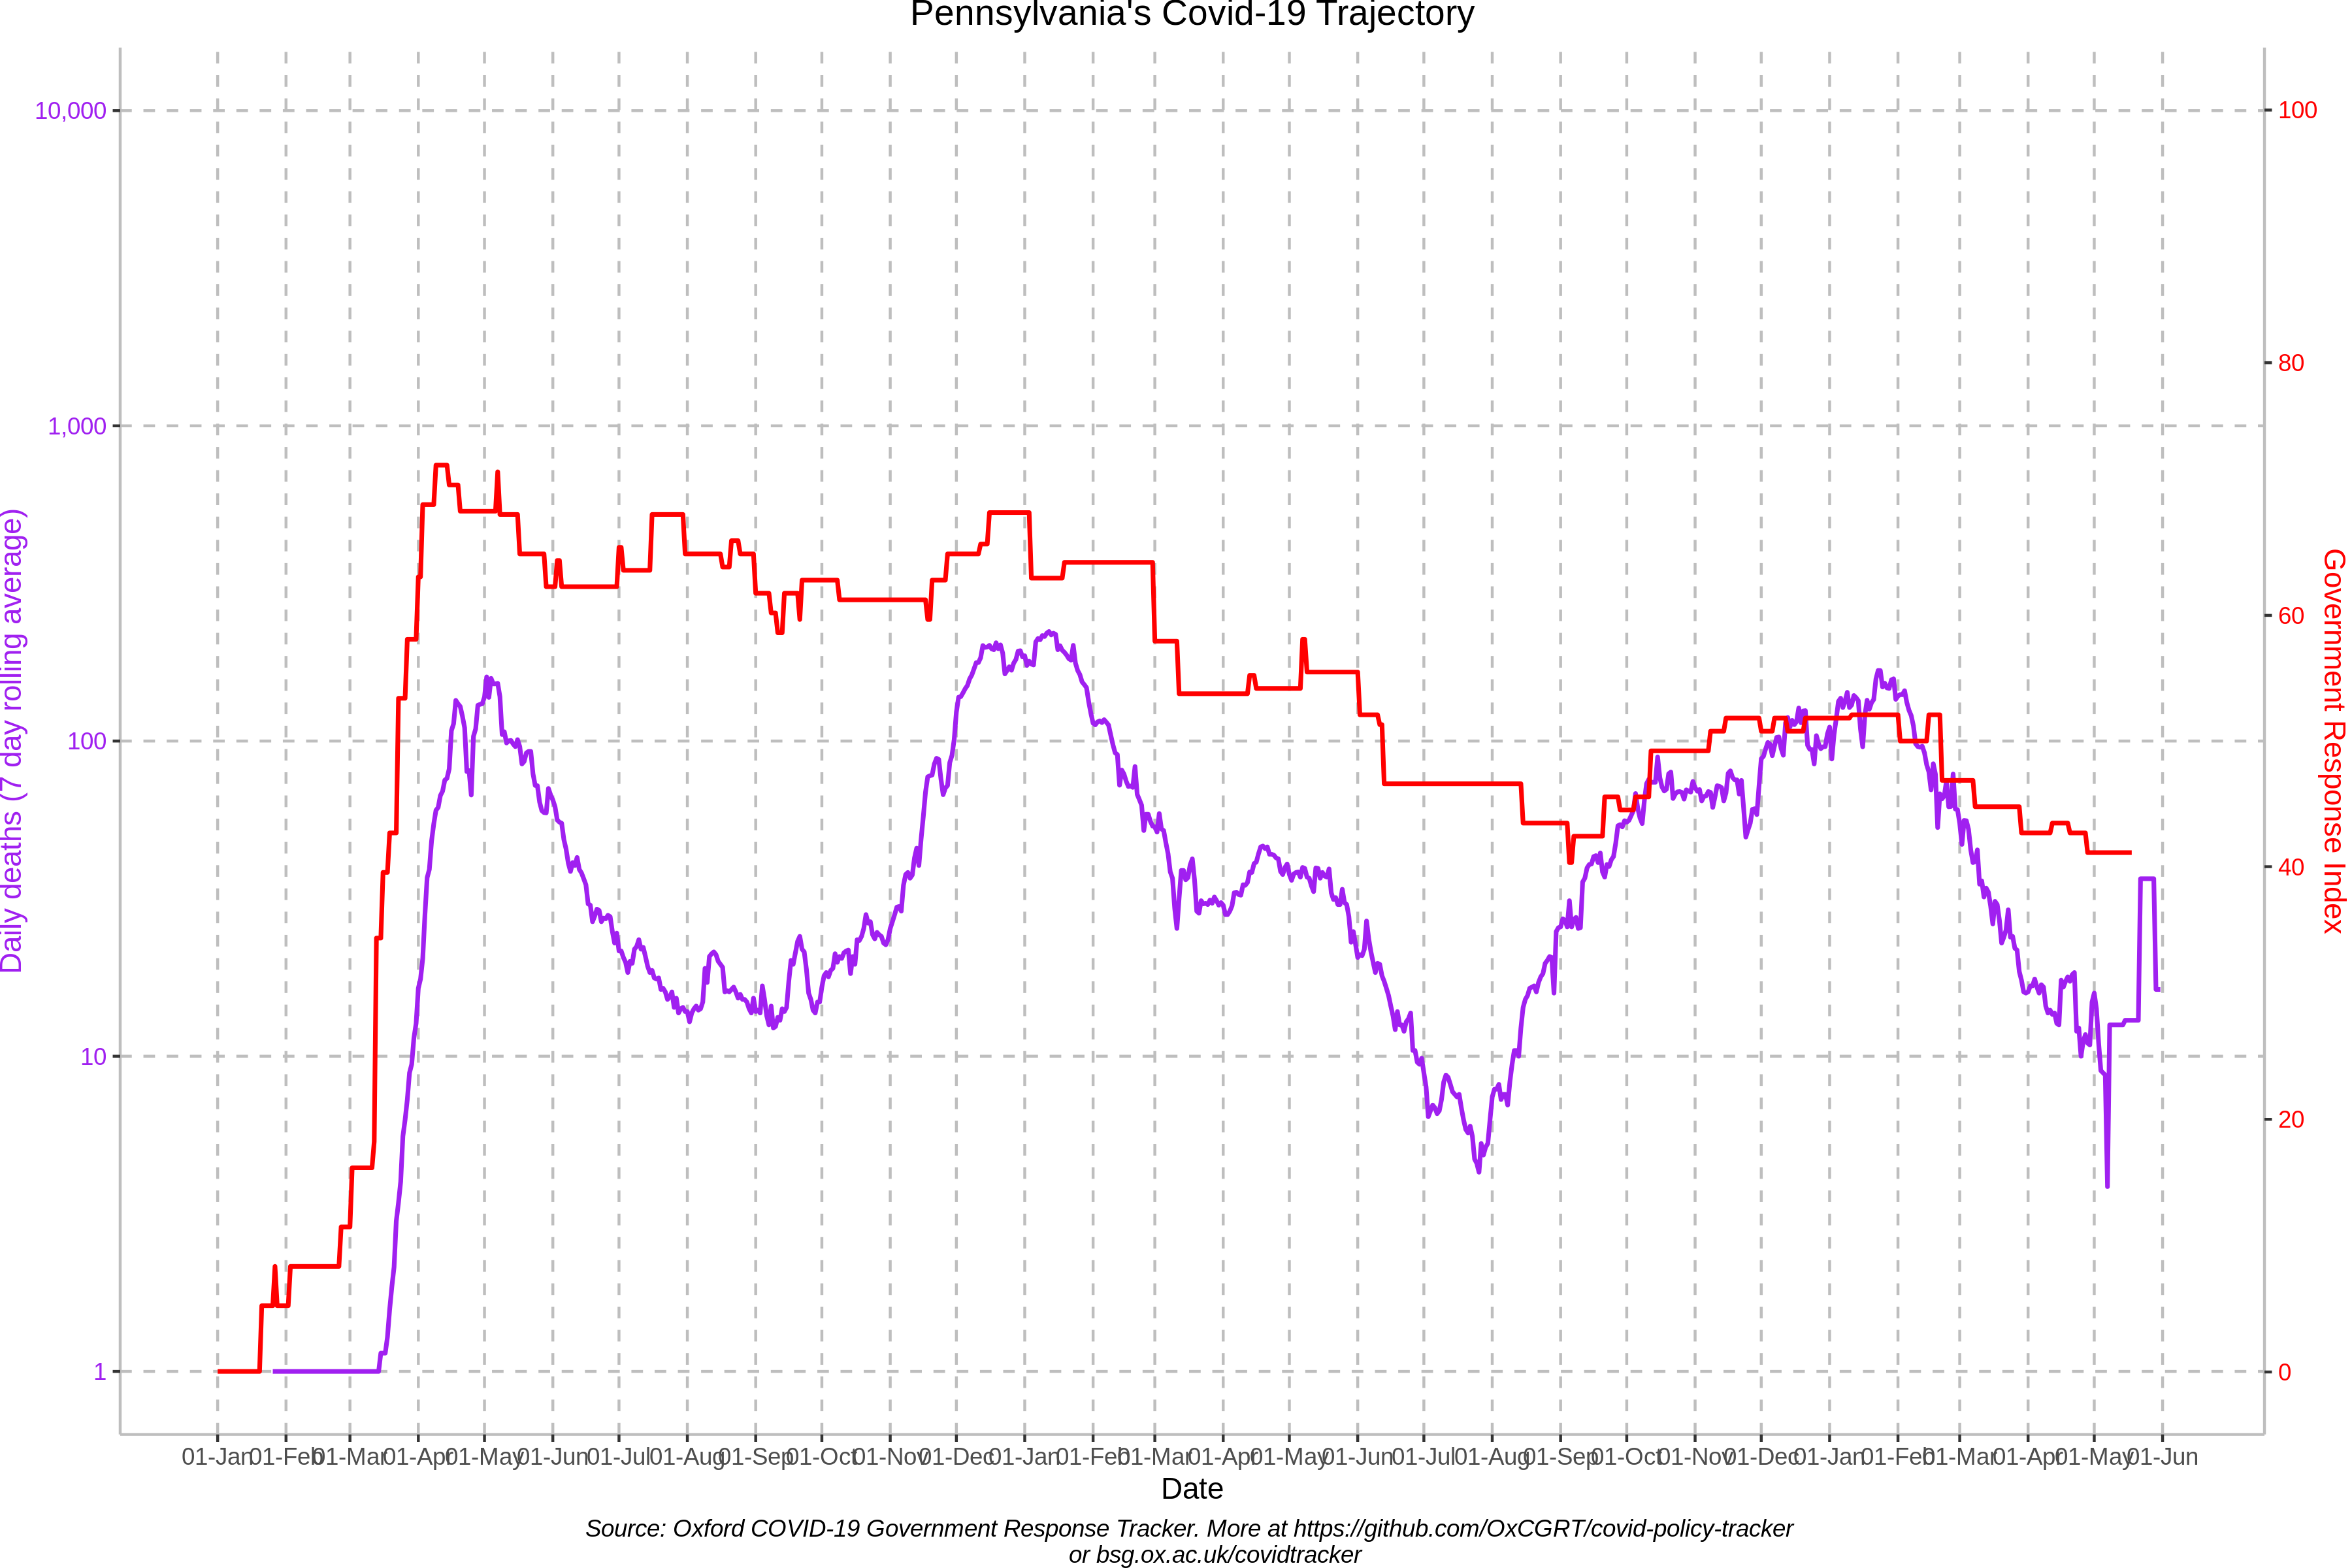 Pennsylvania's Covid-19 Trajectory
10,000
1,000
100
10
1
Daily deaths (7 day rolling average)
100
80
60
40
20
0
Government Response Index
01-Jan 01-Feb 01-Mar 01-Apr 01-May 01-Jun 01-Jul 01-Aug 01-Sep 01-Oct 01-Nov 01-Dec 01-Jan 01-Feb 01-Mar 01-Apr 01-May 01-Jun 01-Jul 01-Aug 01-Sep 01-Oct 01-Nov 01-Dec 01-Jan 01-Feb 01-Mar 01-Apr 01-May 01-Jun
Date
Source: Oxford COVID-19 Government Response Tracker. More at https://github.com/OxCGRT/covid-policy-tracker
or bsg.ox.ac.uk/covidtracker